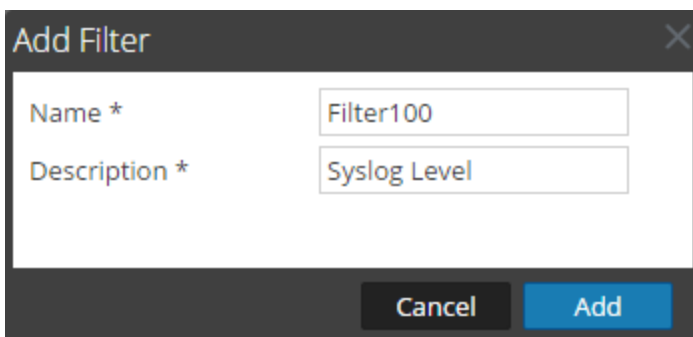 Add Filter
Name * Filter100
Description * Syslog Level
Cancel Add